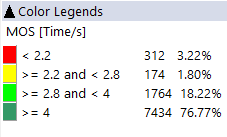 Color Legends
MOS [Time/s]
< 2.2 312 3.22%
>= 2.2 and < 2.8 174 1.80%
>= 2.8 and < 4 1764 18.22%
>= 4 7434 76.77%